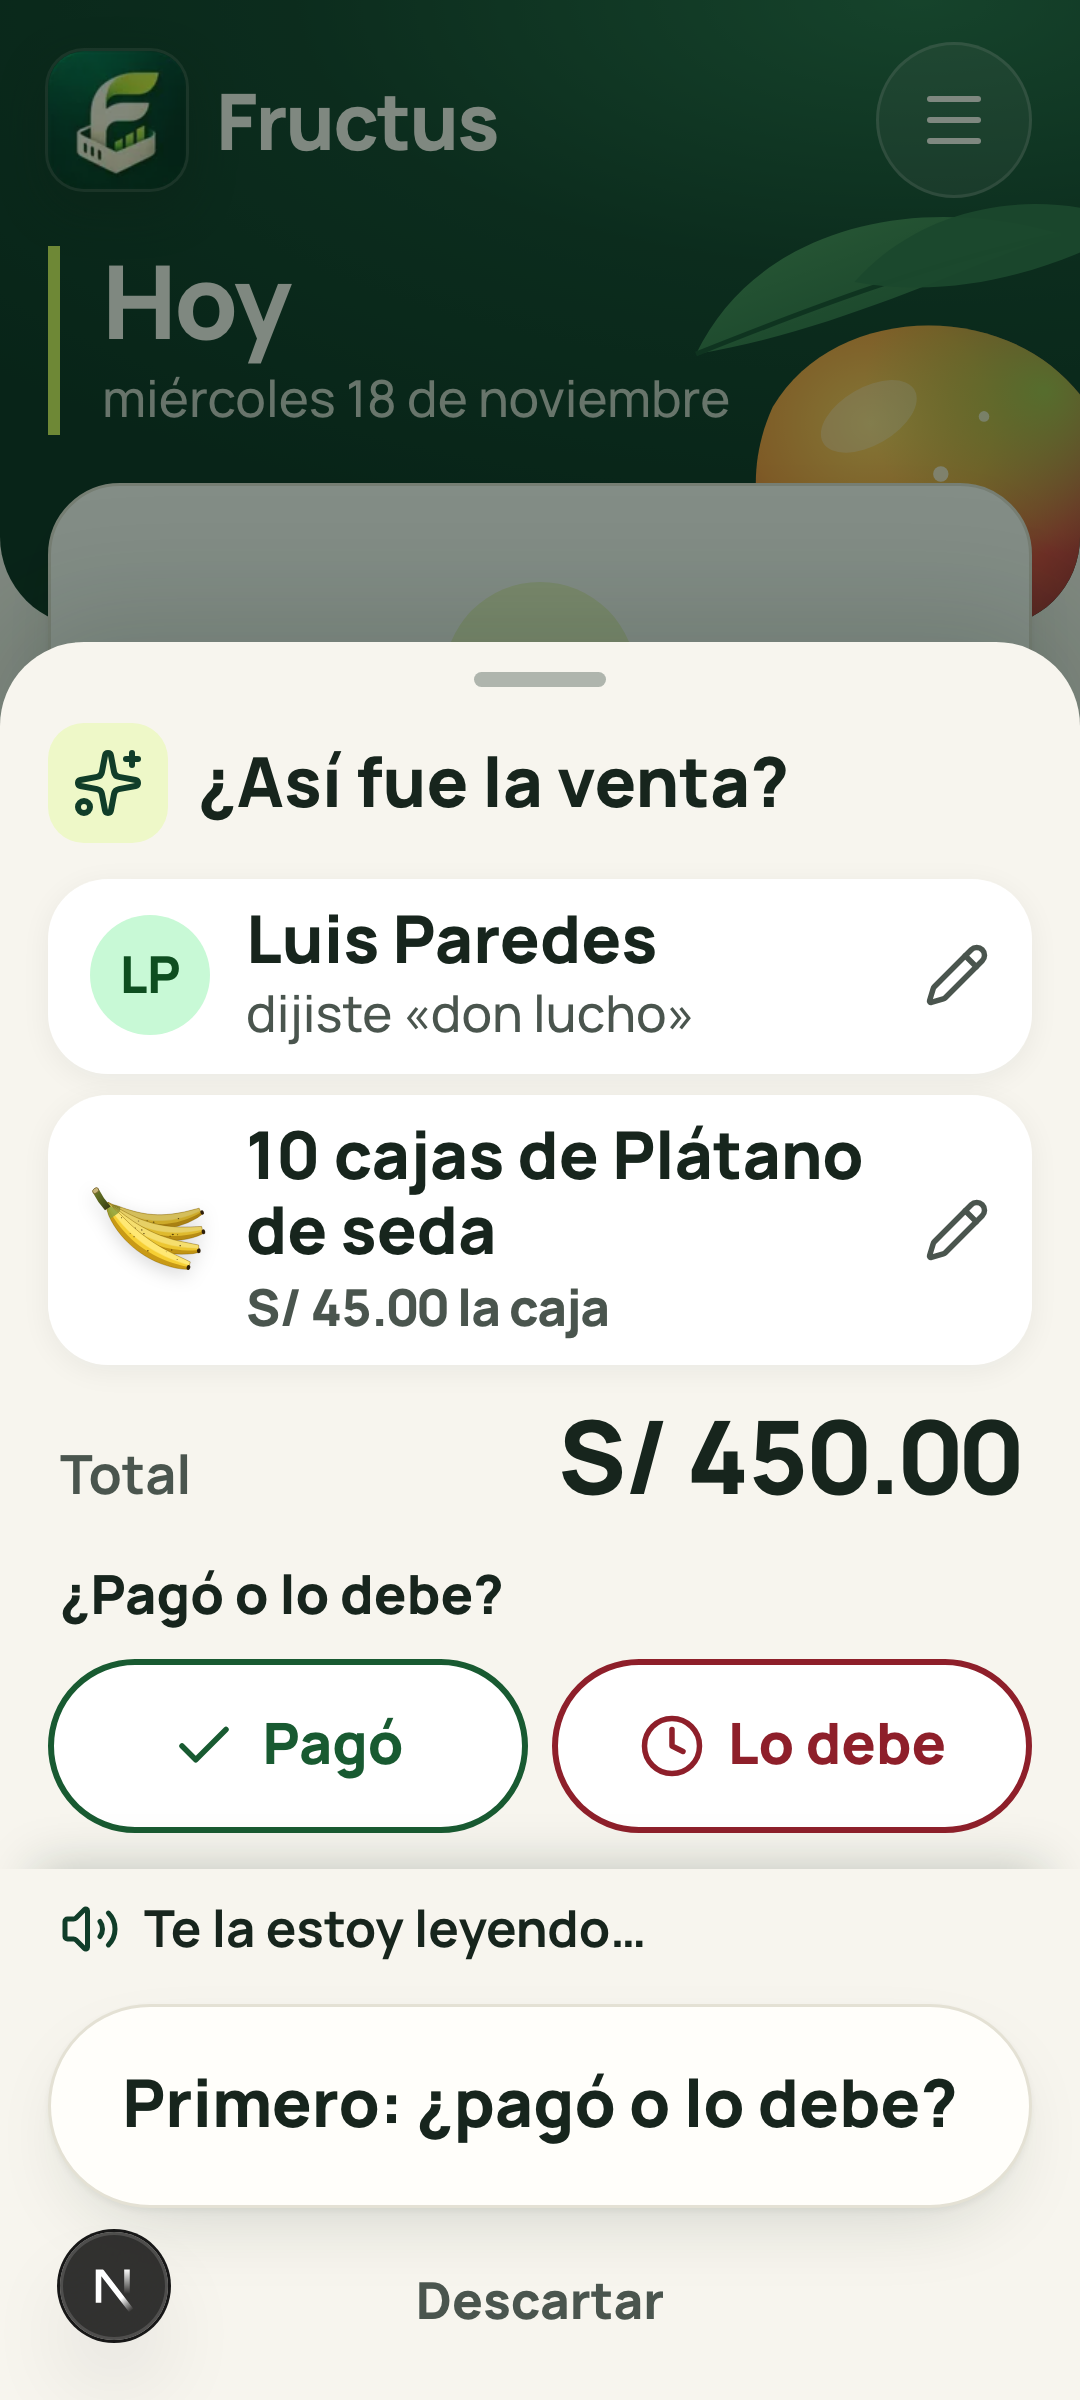 Fructus
Hoy
miércoles 18 de noviembre
¿Así fue la venta?
LP
Luis Paredes
dijiste «don lucho»
10 cajas de Plátano
de seda
S/ 45.00 la caja
Total
S/ 450.00
¿Pagó o lo debe?
Pagó
Lo debe
Te la estoy leyendo...
Primero: ¿pagó o lo debe?
N
Descartar